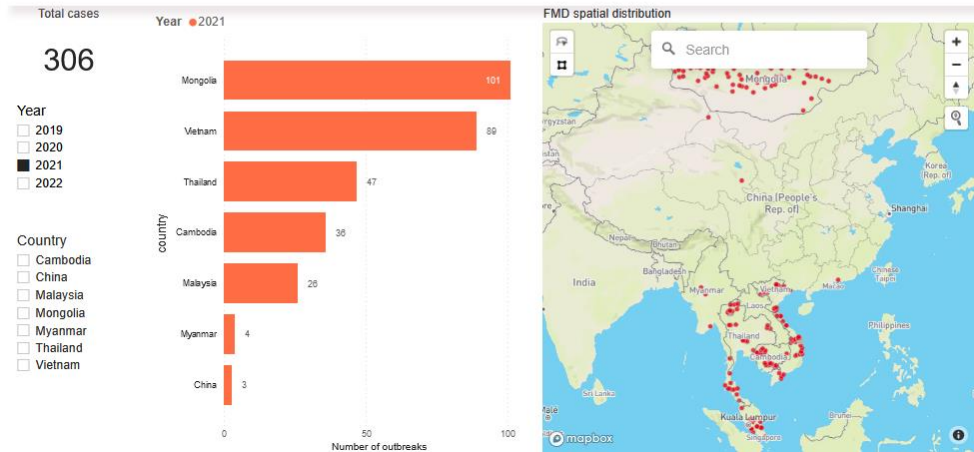 Total cases
306
Year
2019
2020
2021
2022
Country
Cambodia
China
Malaysia
Mongolia
Myanmar
Thailand
Vietnam
Year 2021
country
Mongolia 101
Vietnam 89
Thailand 47
Cambodia 36
Malaysia 26
Myanmar 4
China 3
0 50 100
Number of outbreaks
FMD spatial distribution
Search
Mongolia
Korea
(Rep. of)
China (People's
Rep. of)
Shanghai
Nepal
Bhutan
Bangladesh
India
Myanmar
Vietnam
Macao
Chinese
Taipei
Laos
Thailand
Philippines
Cambodia
Sri Lanka
Male
Kuala Lumpur
Brunei
Singapore
mapbox